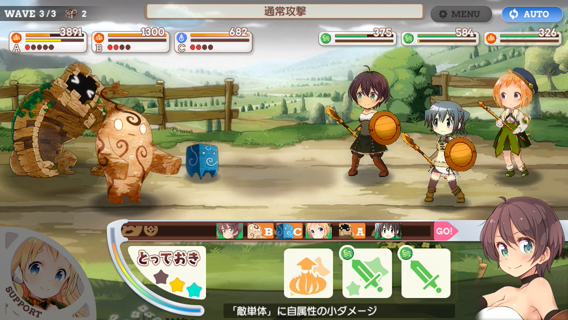 WAVE 3/3 2
通常攻撃
MENU
AUTO
3891
A
1300
B
682
C
375
584
326
B C A GO!
とっておき
SUPPORT
「敵単体」に自属性の小ダメージ